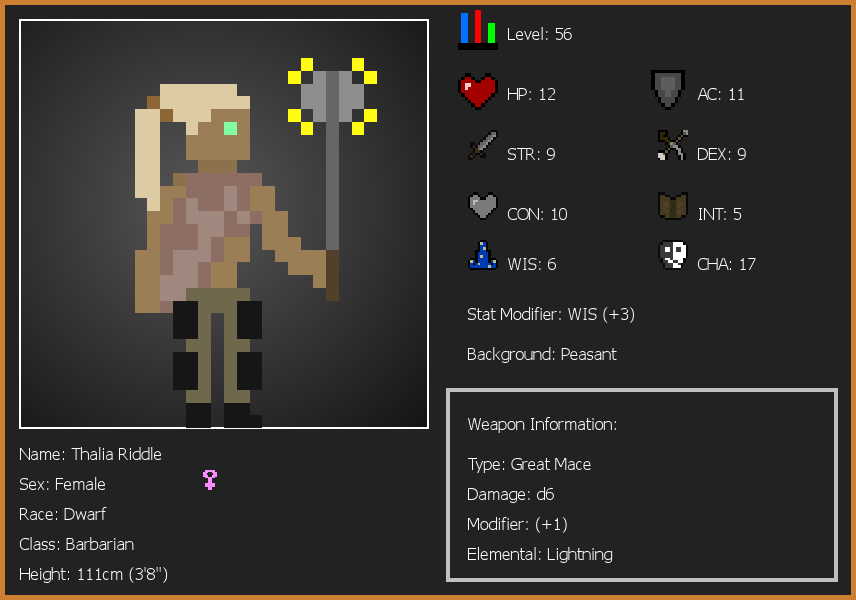 Level: 56
HP: 12
AC: 11
STR: 9
DEX: 9
CON: 10
INT: 5
WIS: 6
CHA: 17
Stat Modifier: WIS (+3)
Background: Peasant
Weapon Information:
Type: Great Mace
Damage: d6
Modifier: (+1)
Elemental: Lightning
Name: Thalia Riddle
Sex: Female
Race: Dwarf
Class: Barbarian
Height: 111cm (3'8")